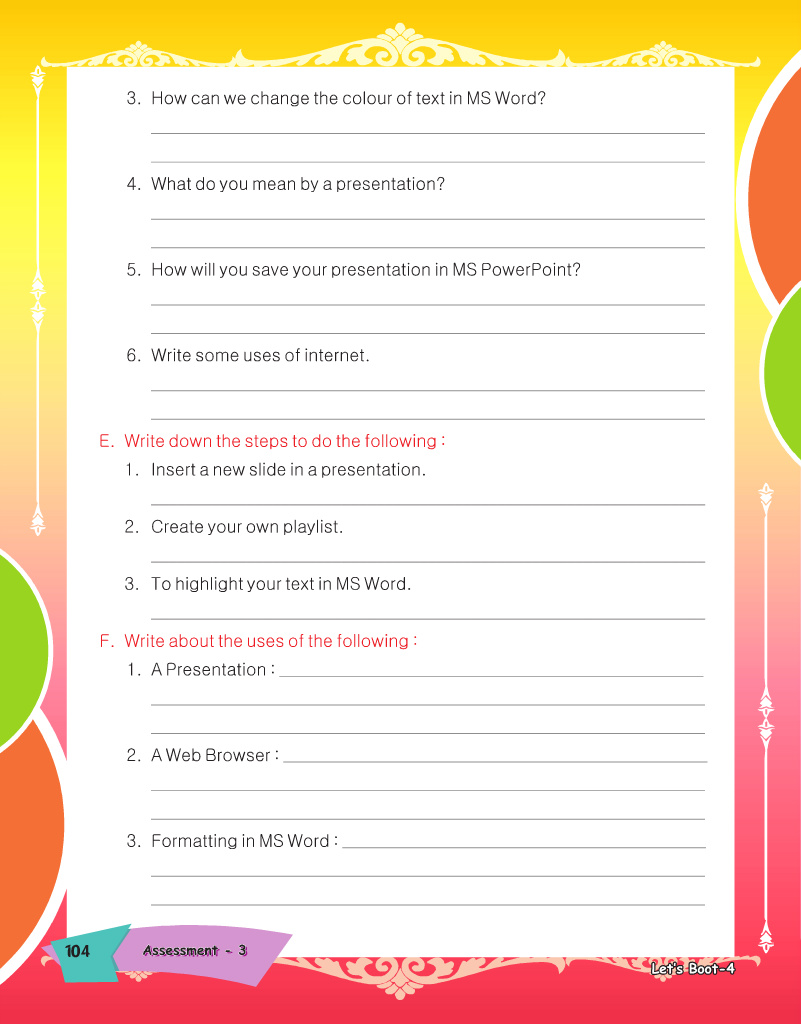 3. How can we change the colour of text in MS Word?
4. What do you mean by a presentation?
5. How will you save your presentation in MS PowerPoint?
6. Write some uses of internet.
E. Write down the steps to do the following :
1. Insert a new slide in a presentation.
2. Create your own playlist.
3. To highlight your text in MS Word.
F. Write about the uses of the following :
1. A Presentation :
2. A Web Browser :
3. Formatting in MS Word :
104 Assessment - 3
Let's Boot-4